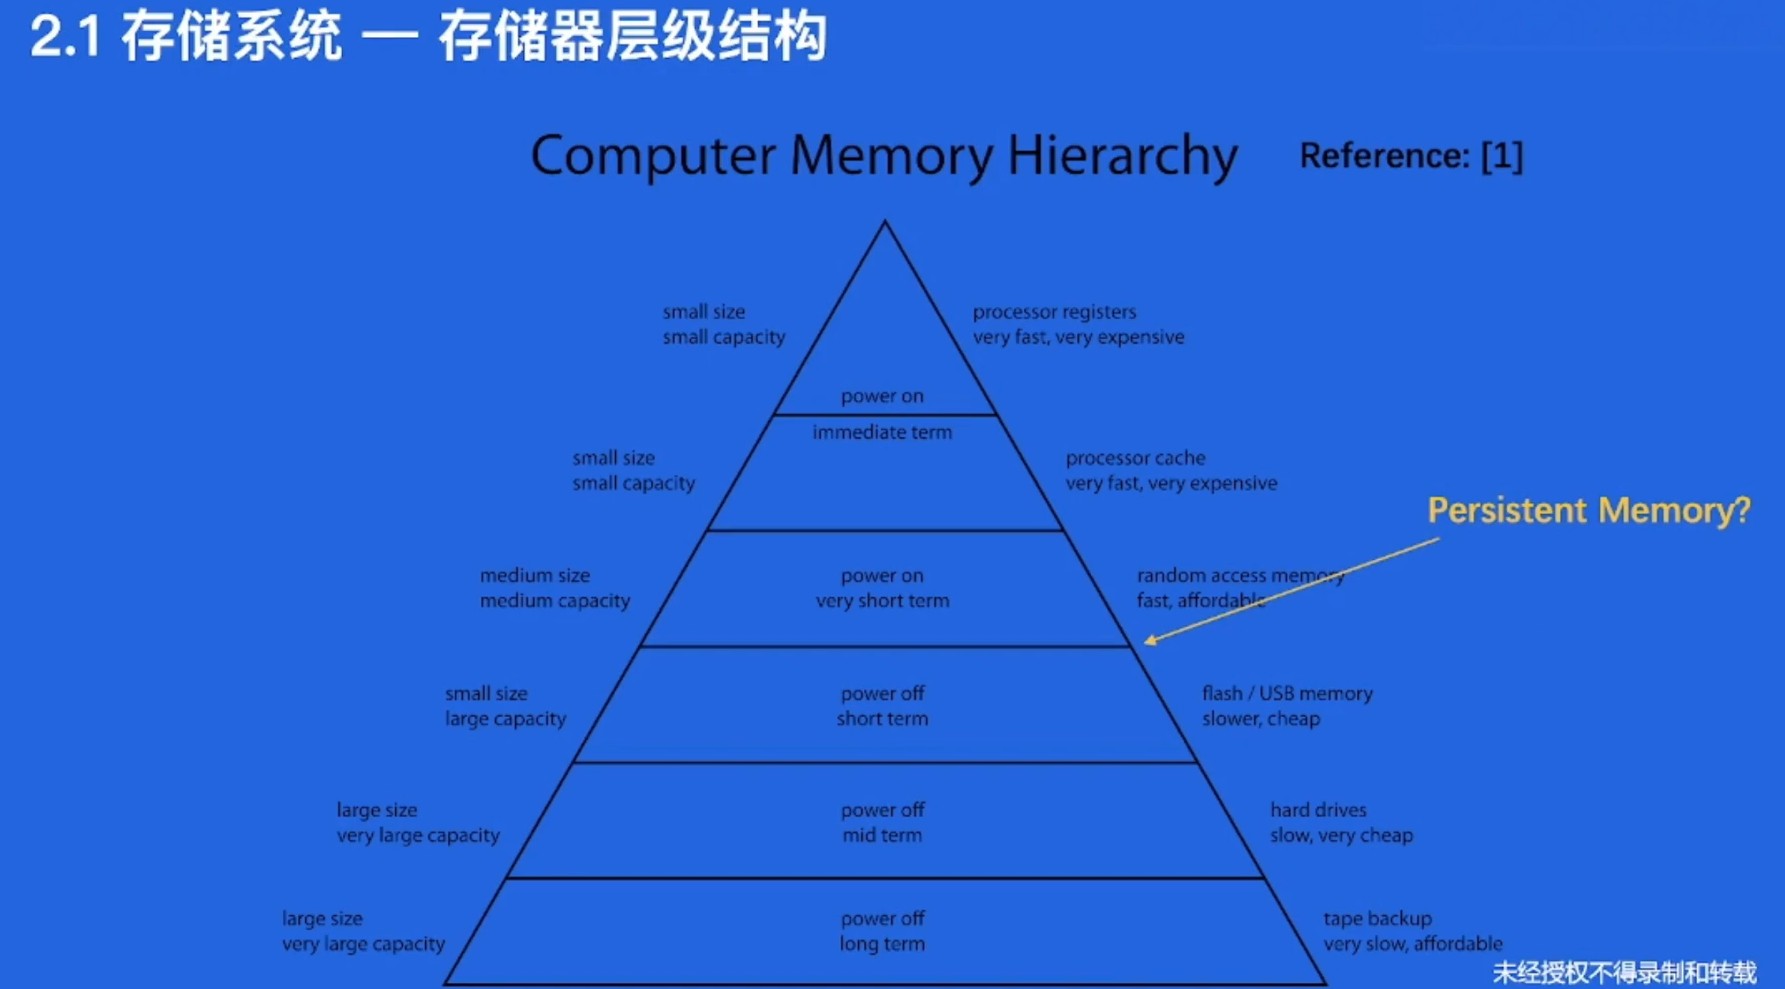 2.1 存储系统 — 存储器层级结构
Computer Memory Hierarchy
Reference: [1]
small size
small capacity
processor registers
very fast, very expensive
power on
immediate term
small size
small capacity
processor cache
very fast, very expensive
Persistent Memory?
medium size
medium capacity
power on
very short term
random access memory
fast, affordable
small size
large capacity
power off
short term
flash / USB memory
slower, cheap
large size
very large capacity
power off
mid term
hard drives
slow, very cheap
large size
very large capacity
power off
long term
tape backup
very slow, affordable
未经授权不得录制和转载